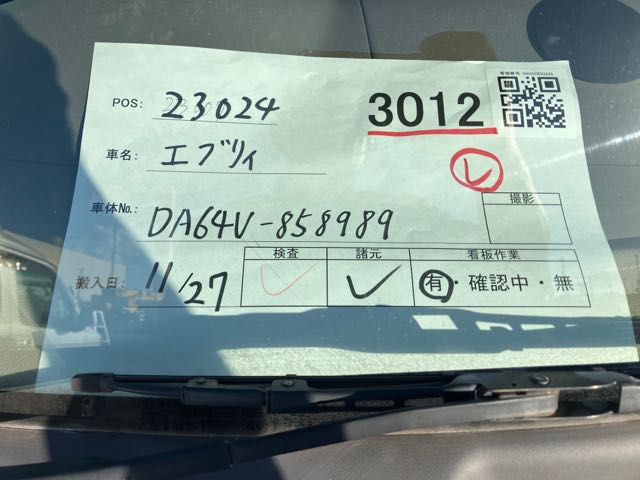 POS: 23024
3012
車名: エブリィ
レ
車体No. DA64V-858989
撮影
搬入日: 11/27
検査 諸元 看板作業
有・確認中・無